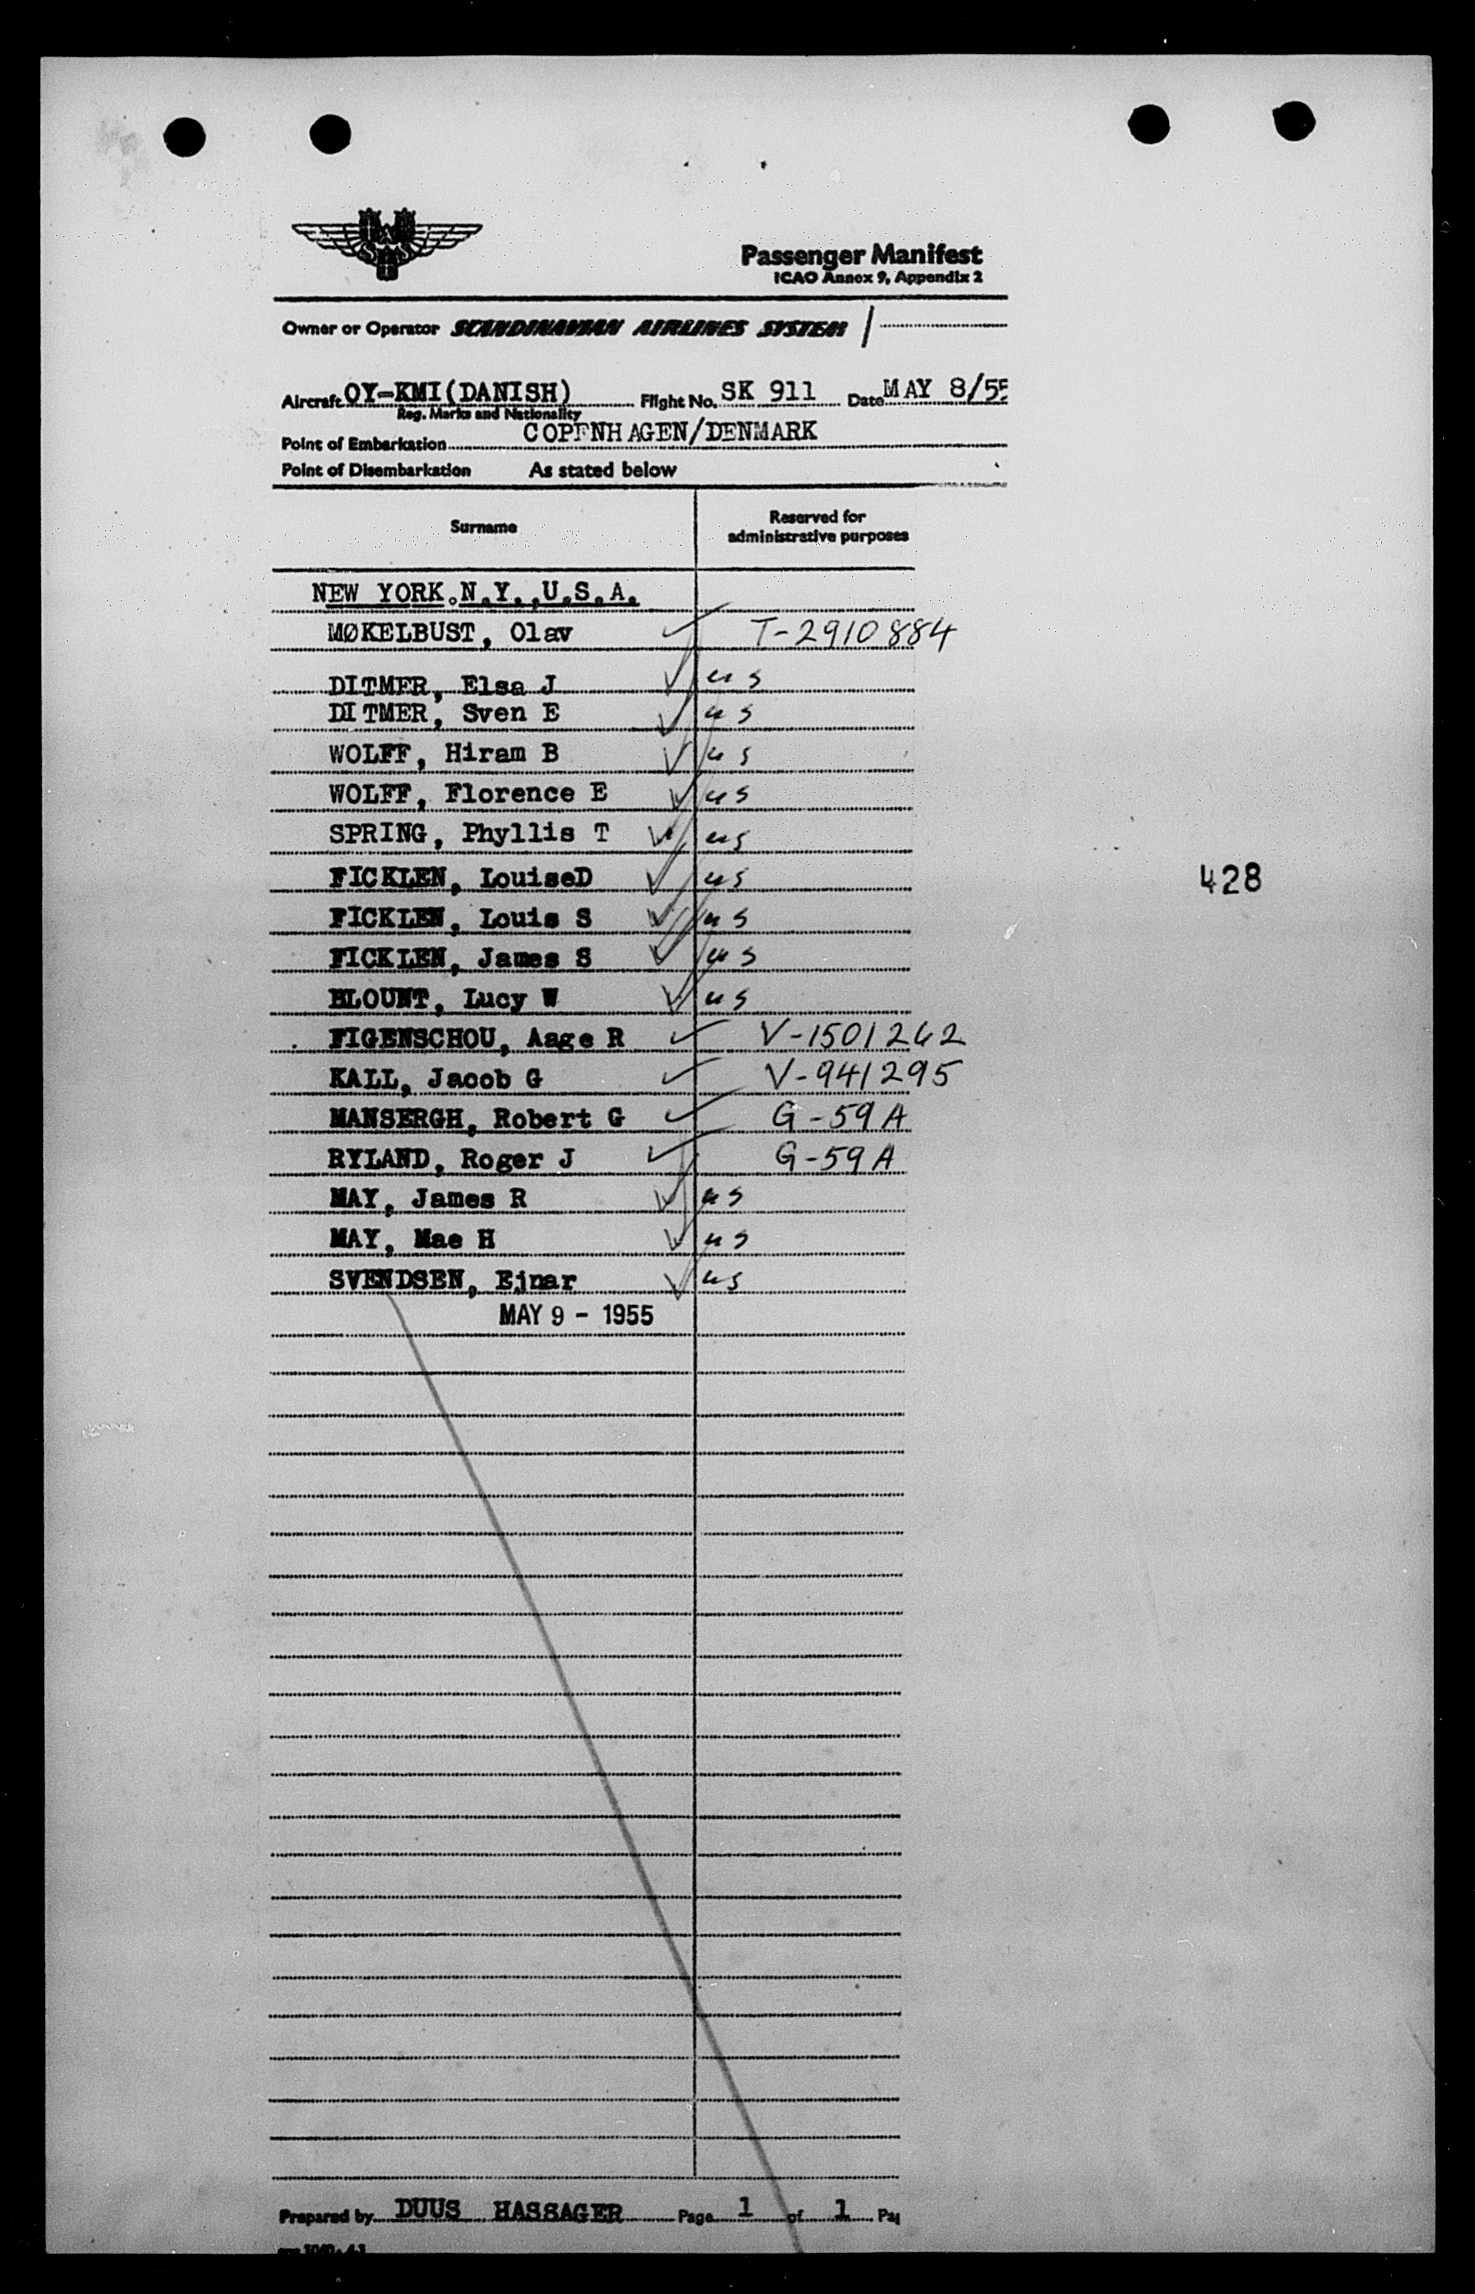 SAS
Passenger Manifest
ICAO Annex 9, Appendix 2
Owner or Operator SCANDINAVIAN AIRLINES SYSTEM
Aircraft OY-KMI(DANISH) Flight No. SK 911 Date MAY 8/55
Reg. Marks and Nationality
Point of Embarkation COPENHAGEN/DENMARK
Point of Disembarkation As stated below
Surname Reserved for administrative purposes
NEW YORK.N.Y.,U.S.A.
MØKELBUST, Olav T-2910884
DITMER, Elsa J us
DITMER, Sven E us
WOLFF, Hiram B us
WOLFF, Florence E us
SPRING, Phyllis T us
FICKLEN, LouiseD us
428
FICKLEN, Louis S us
FICKLEN, James S us
BLOUNT, Lucy W us
FIGENSCHOU, Aage R V-1501262
KALL, Jacob G V-941295
MANSERGH, Robert G G-59A
RYLAND, Roger J G-59A
MAY, James R us
MAY, Mae H us
SVENDSEN, Ejnar us
MAY 9 - 1955
Prepared by DUUS HASSAGER Page 1 of 1 Pag